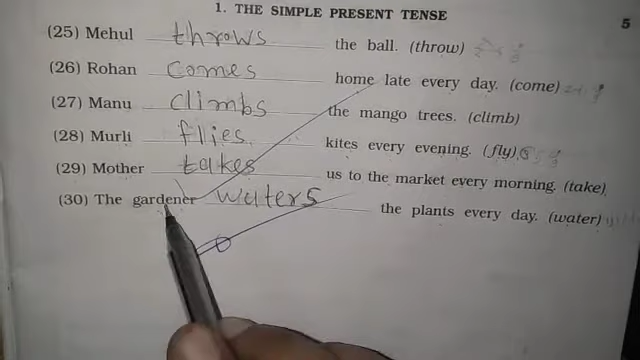 1. THE SIMPLE PRESENT TENSE 5
(25) Mehul throws the ball. (throw)
(26) Rohan comes home late every day. (come)
(27) Manu climbs the mango trees. (climb)
(28) Murli flies kites every evening. (fly)
(29) Mother takes us to the market every morning. (take)
(30) The gardener waters the plants every day. (water)